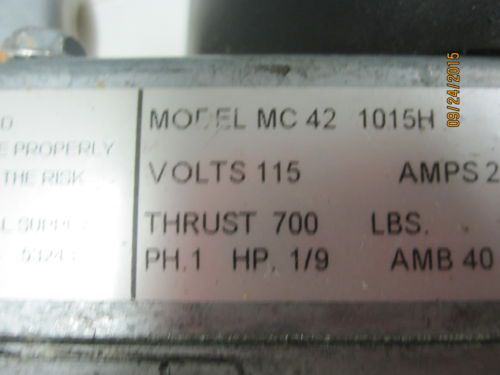 MODEL MC 42 1015H
E PROPERLY
VOLTS 115 AMPS 2
THE RISK
THRUST 700 LBS.
PH.1 HP. 1/9 AMB 40
09/24/2015